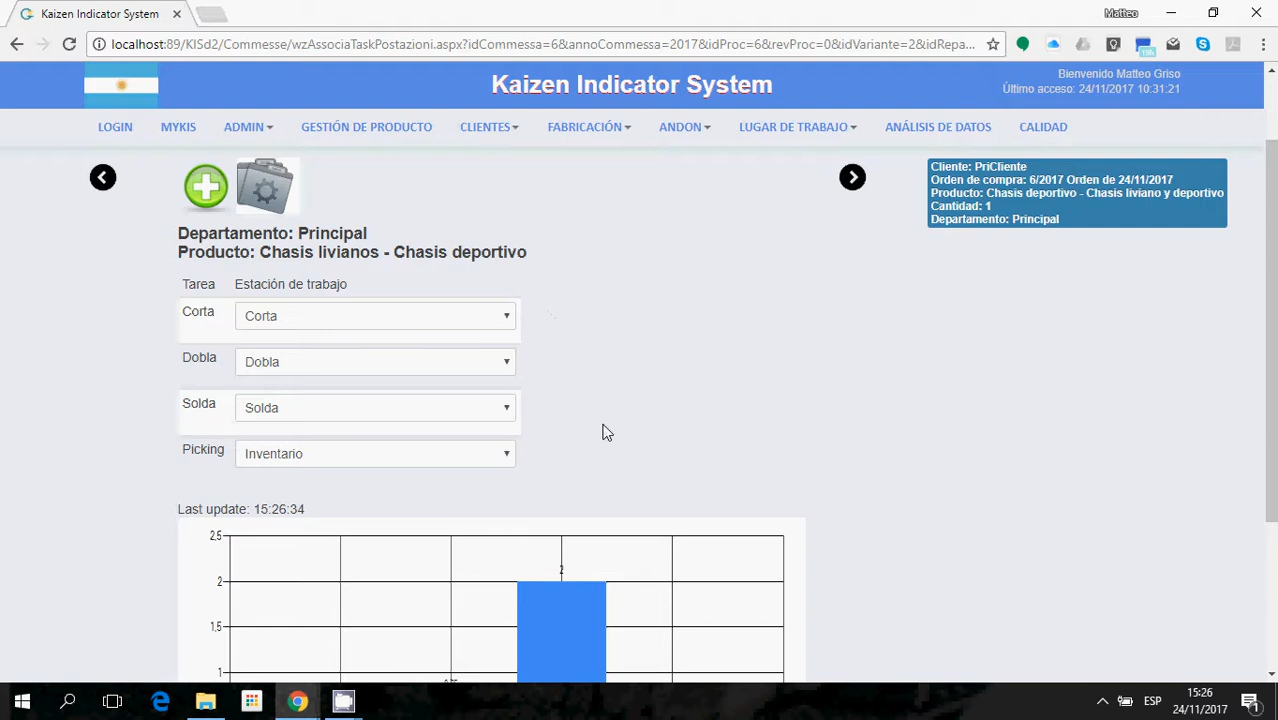 Kaizen Indicator System
localhost:89/KISd2/Commesse/wzAssociaTaskPostazioni.aspx?idCommessa=6&annoCommessa=2017&idProc=6&revProc=0&idVariante=2&idRepa...
Matteo
Kaizen Indicator System
Bienvenido Matteo Griso
Último acceso: 24/11/2017 10:31:21
LOGIN MYKIS ADMIN GESTIÓN DE PRODUCTO CLIENTES FABRICACIÓN ANDON LUGAR DE TRABAJO ANÁLISIS DE DATOS CALIDAD
Cliente: PriCliente
Orden de compra: 6/2017 Orden de 24/11/2017
Producto: Chasis deportivo - Chasis liviano y deportivo
Cantidad: 1
Departamento: Principal
Departamento: Principal
Producto: Chasis livianos - Chasis deportivo
Tarea Estación de trabajo
Corta Corta
Dobla Dobla
Solda Solda
Picking Inventario
Last update: 15:26:34
2,5
2
2
1,5
1
ESP
15:26
24/11/2017
1